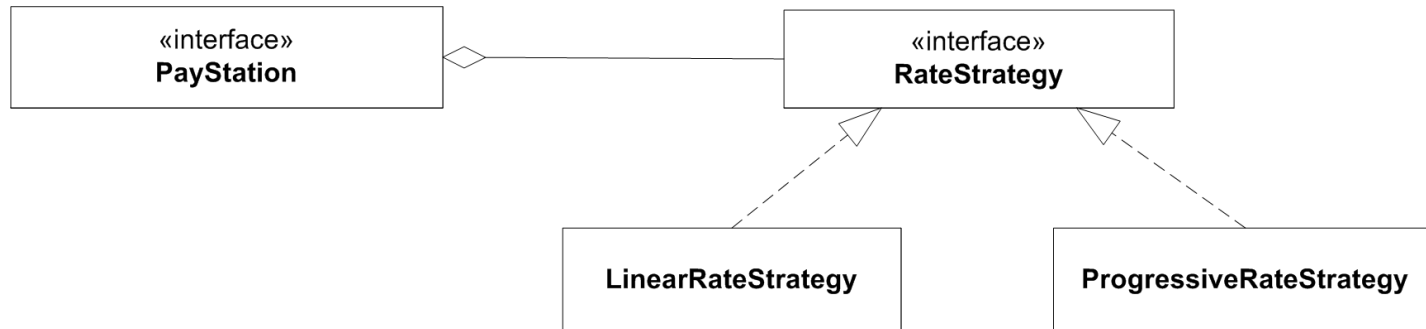 «interface»
PayStation
«interface»
RateStrategy
LinearRateStrategy
ProgressiveRateStrategy